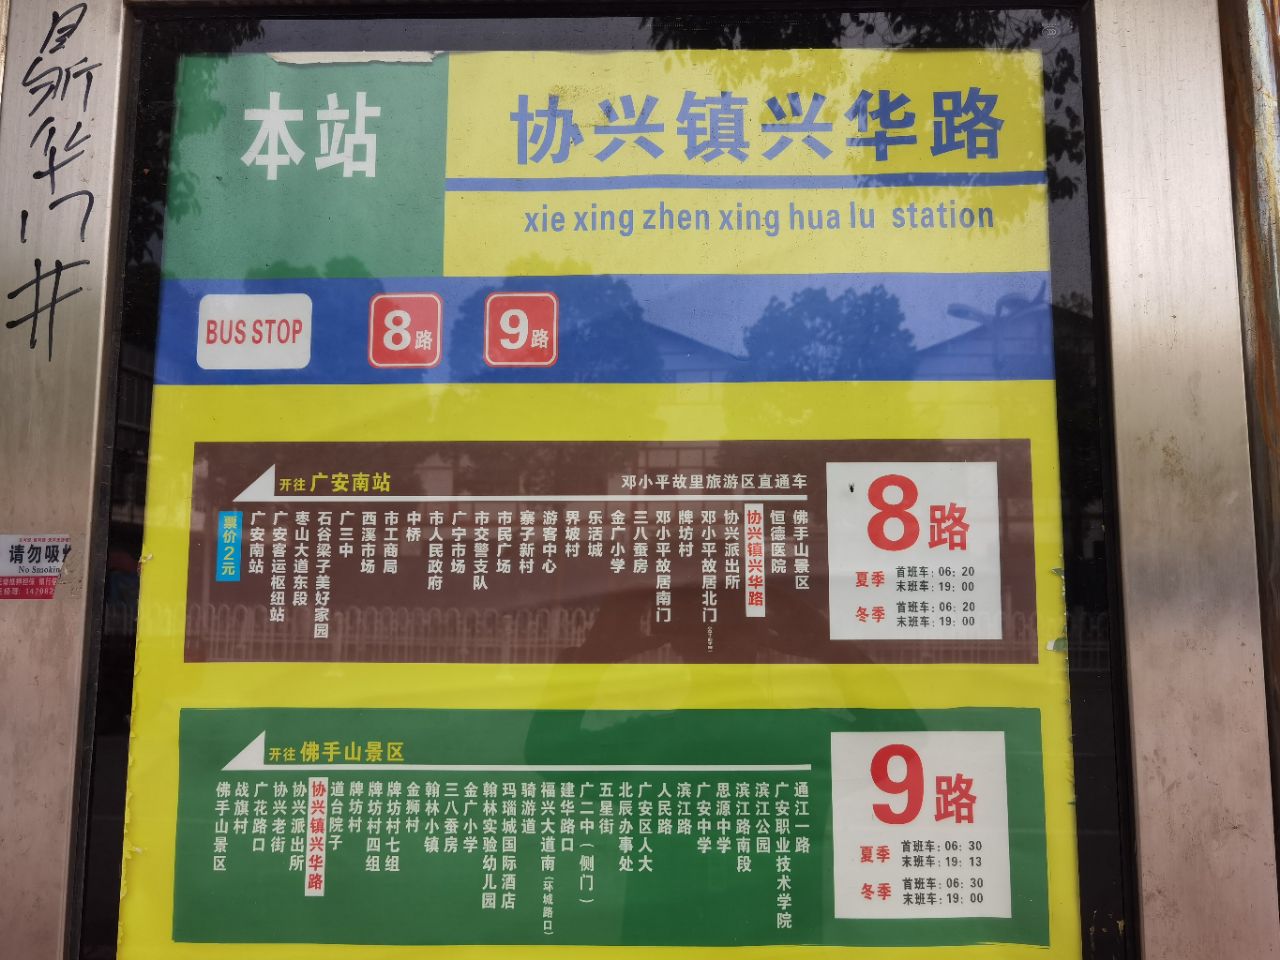 本站
协兴镇兴华路
xie xing zhen xing hua lu station
BUS STOP
8路
9路
开往 广安南站
邓小平故里旅游区直通车
票价2元
广安南站
广安客运枢纽站
枣山大道东段
石谷梁子美好家园
广三中
西溪市场
市工商局
中桥
市人民政府
广宁市场
市交警支队
市民广场
寨子新村
游客中心
界坡村
乐活城
金广小学
三八蚕房
邓小平故居南门
牌坊村
邓小平故居北门
协兴派出所
协兴镇兴华路
恒德医院
佛手山景区
8路
夏季
首班车：06：20
末班车：19：00
冬季
首班车：06：20
末班车：19：00
开往 佛手山景区
佛手山景区
战旗村
广花路口
协兴老街
协兴派出所
协兴镇兴华路
道台院子
牌坊村
牌坊村四组
牌坊村七组
金狮村
翰林小镇
三八蚕房
金广小学
翰林实验幼儿园
玛瑙城国际酒店
骑游道
福兴大道南（环城路口）
建华路口
广二中（侧门）
五星街
北辰办事处
广安区人大
人民路
滨江路
广安中学
思源中学
滨江路南段
滨江公园
广安职业技术学院
通江一路
9路
夏季
首班车：06：30
末班车：19：13
冬季
首班车：06：30
末班车：19：00
请勿吸
No Smokin